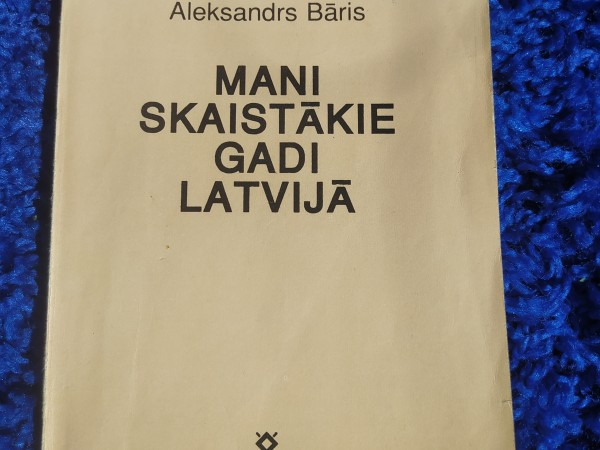 Aleksandrs Bāris
MANI
SKAISTĀKIE
GADI
LATVIJĀ